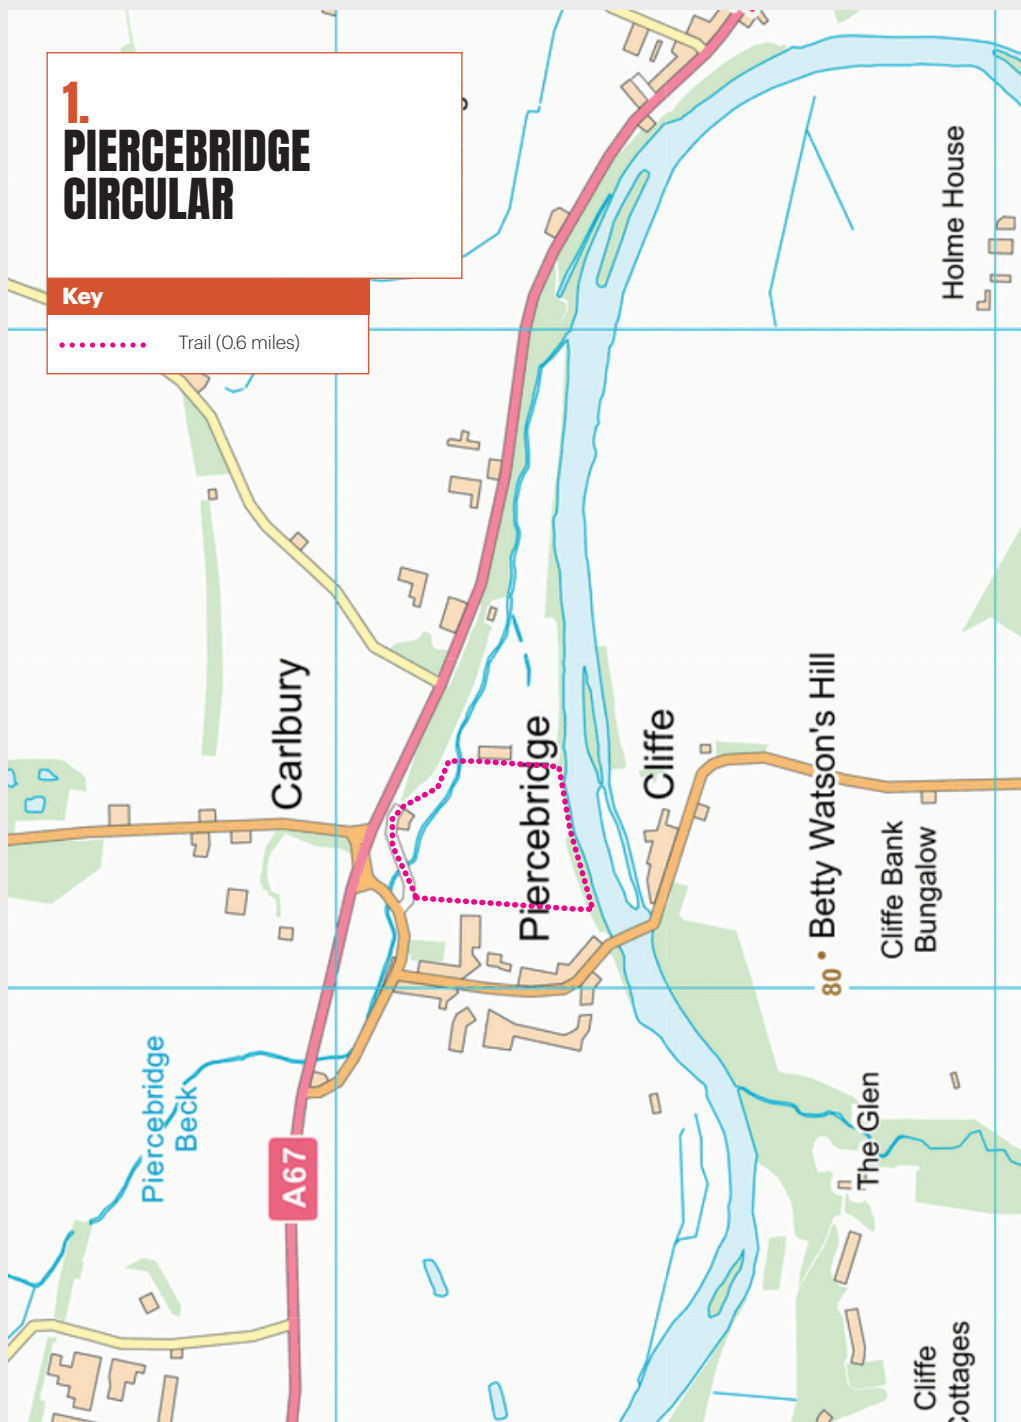 1.
PIERCEBRIDGE
CIRCULAR
Key
Trail (0.6 miles)
Holme House
Carlbury
Piercebridge
Cliffe
Betty Watson's Hill
80
Cliffe Bank
Bungalow
Piercebridge
Beck
A67
The Glen
Cliffe
ottages